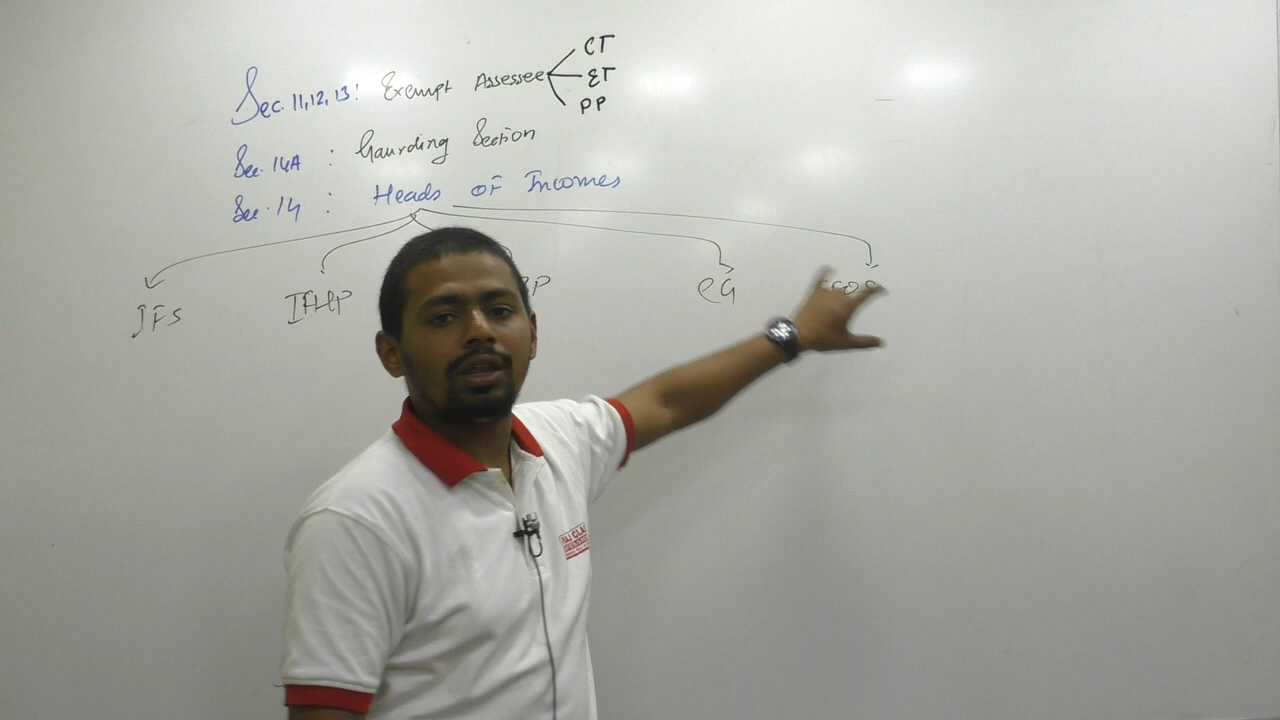 Sec. 11,12,13: Exempt Assessee
CT
ET
PP
Sec. 14A : Gaurding Section
Sec. 14 : Heads of Incomes
IFS
IFHP
CG